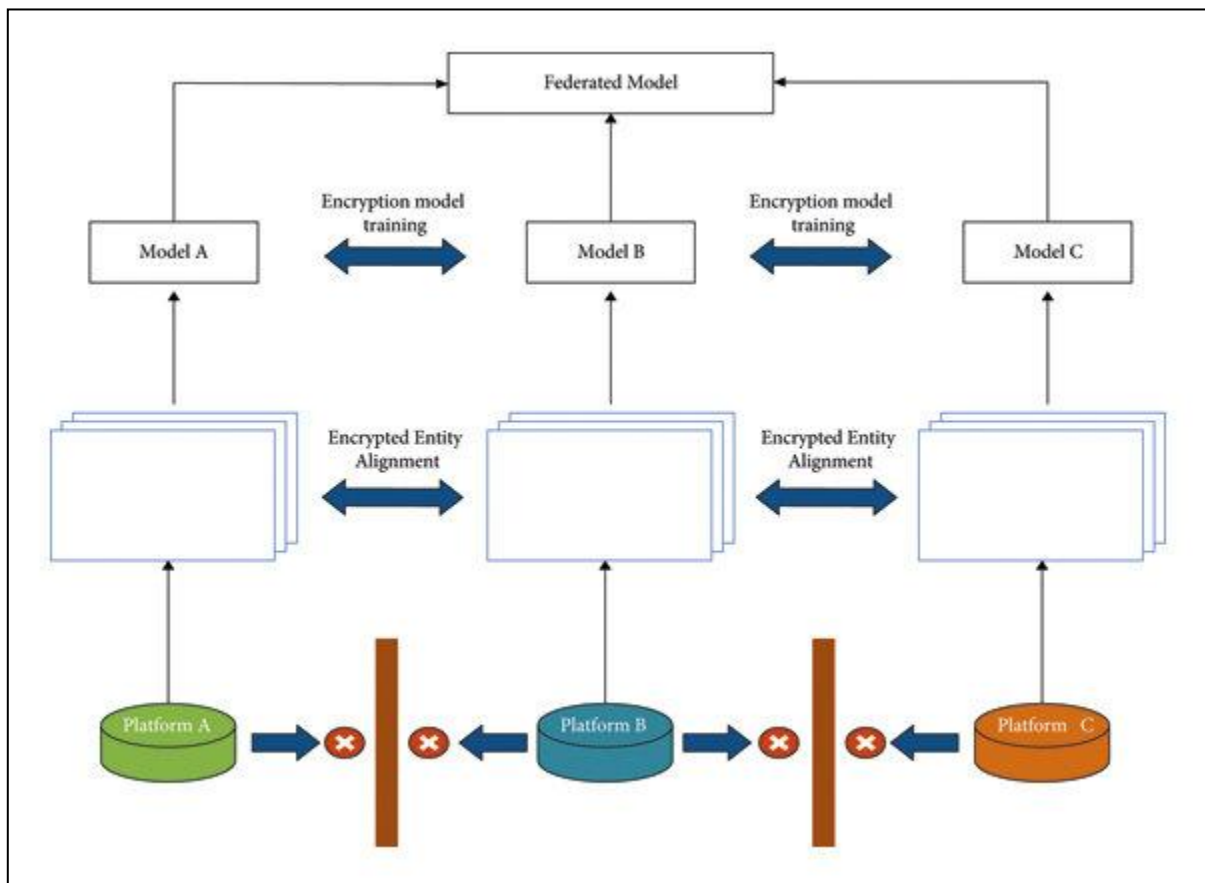 Federated Model
Encryption model
training
Encryption model
training
Model A
Model B
Model C
Encrypted Entity
Alignment
Encrypted Entity
Alignment
Platform A
Platform B
Platform C